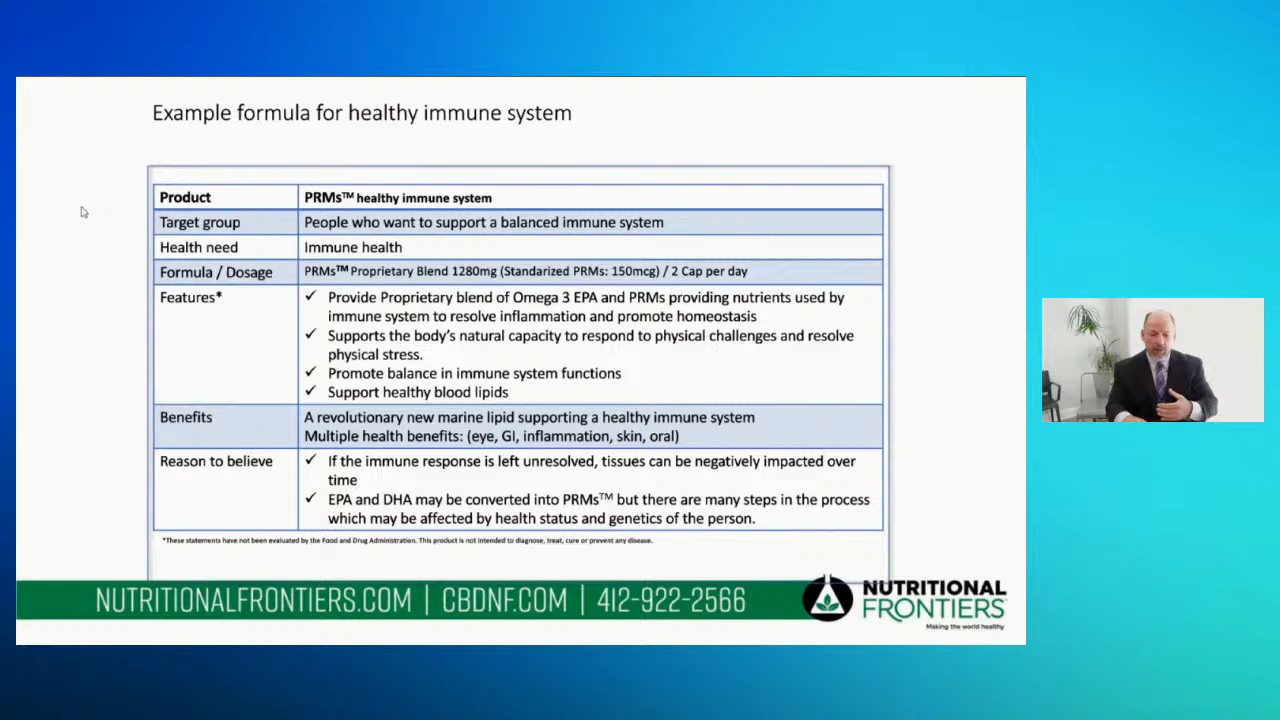 Example formula for healthy immune system
Product
PRMs™ healthy immune system
Target group
People who want to support a balanced immune system
Health need
Immune health
Formula / Dosage
PRMs™ Proprietary Blend 1280mg (Standarized PRMs: 150mcg) / 2 Cap per day
Features*
✓ Provide Proprietary blend of Omega 3 EPA and PRMs providing nutrients used by
immune system to resolve inflammation and promote homeostasis
✓ Supports the body's natural capacity to respond to physical challenges and resolve
physical stress.
✓ Promote balance in immune system functions
✓ Support healthy blood lipids
Benefits
A revolutionary new marine lipid supporting a healthy immune system
Multiple health benefits: (eye, GI, inflammation, skin, oral)
Reason to believe
✓ If the immune response is left unresolved, tissues can be negatively impacted over
time
✓ EPA and DHA may be converted into PRMs™ but there are many steps in the process
which may be affected by health status and genetics of the person.
*These statements have not been evaluated by the Food and Drug Administration. This product is not intended to diagnose, treat, cure or prevent any disease.
NUTRITIONALFRONTIERS.COM | CBDNF.COM | 412-922-2566
NUTRITIONAL
FRONTIERS
Making the world healthy